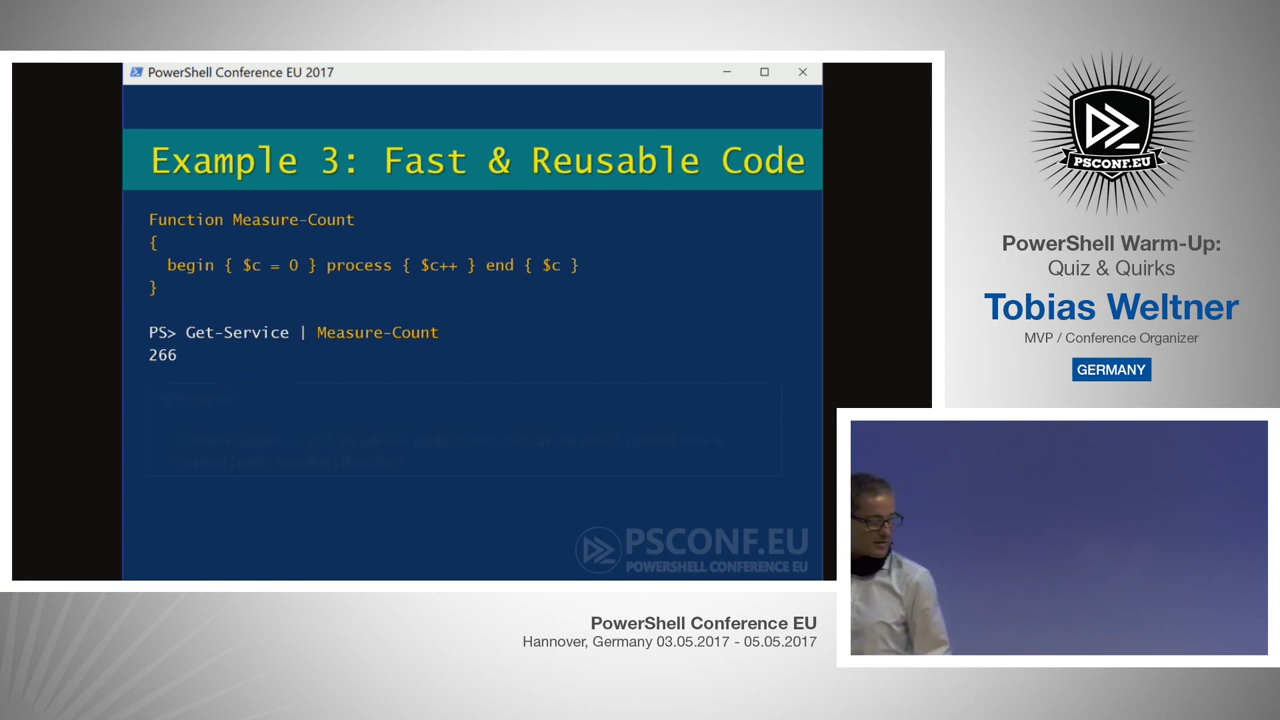 PowerShell Conference EU 2017
Example 3: Fast & Reusable Code
Function Measure-Count
{
begin { $c = 0 } process { $c++ } end { $c }
}
PS> Get-Service | Measure-Count
266
PSCONF.EU
POWERSHELL CONFERENCE EU
PSCONF.EU
PowerShell Warm-Up:
Quiz & Quirks
Tobias Weltner
MVP / Conference Organizer
GERMANY
PowerShell Conference EU
Hannover, Germany 03.05.2017 - 05.05.2017